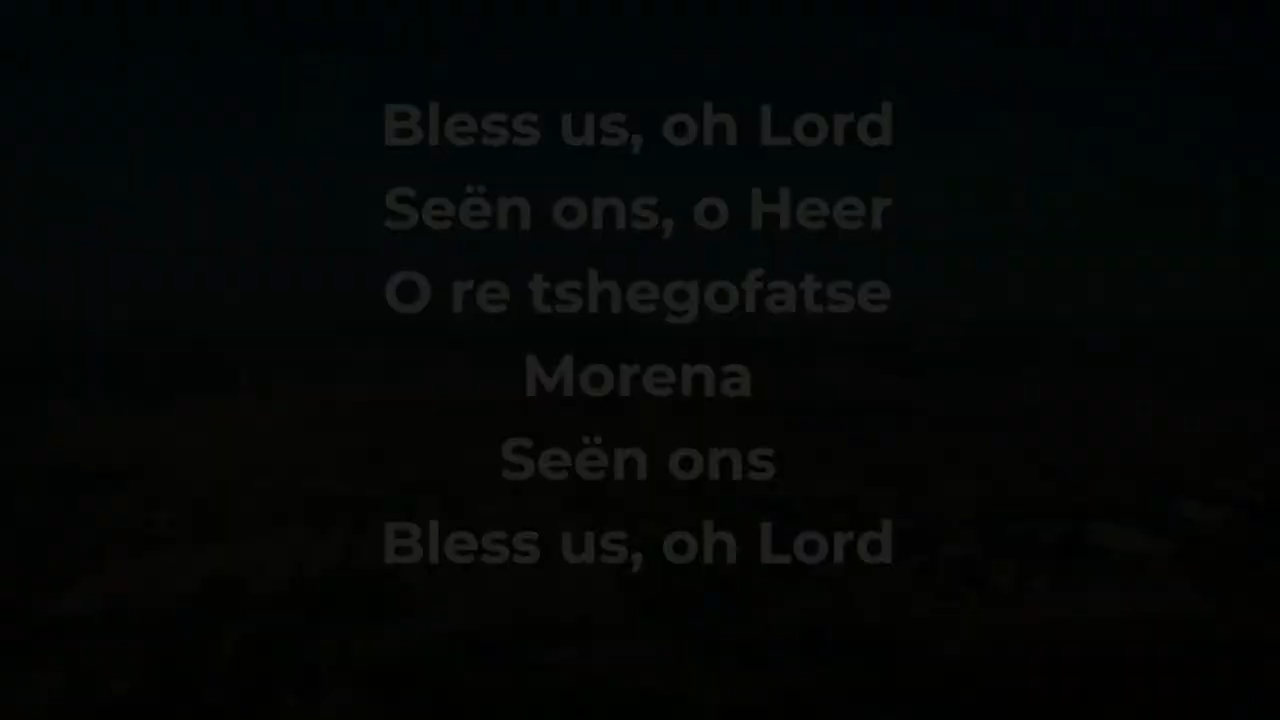 Bless us, oh Lord
Seën ons, o Heer
O re tshegofatse
Morena
Seën ons
Bless us, oh Lord